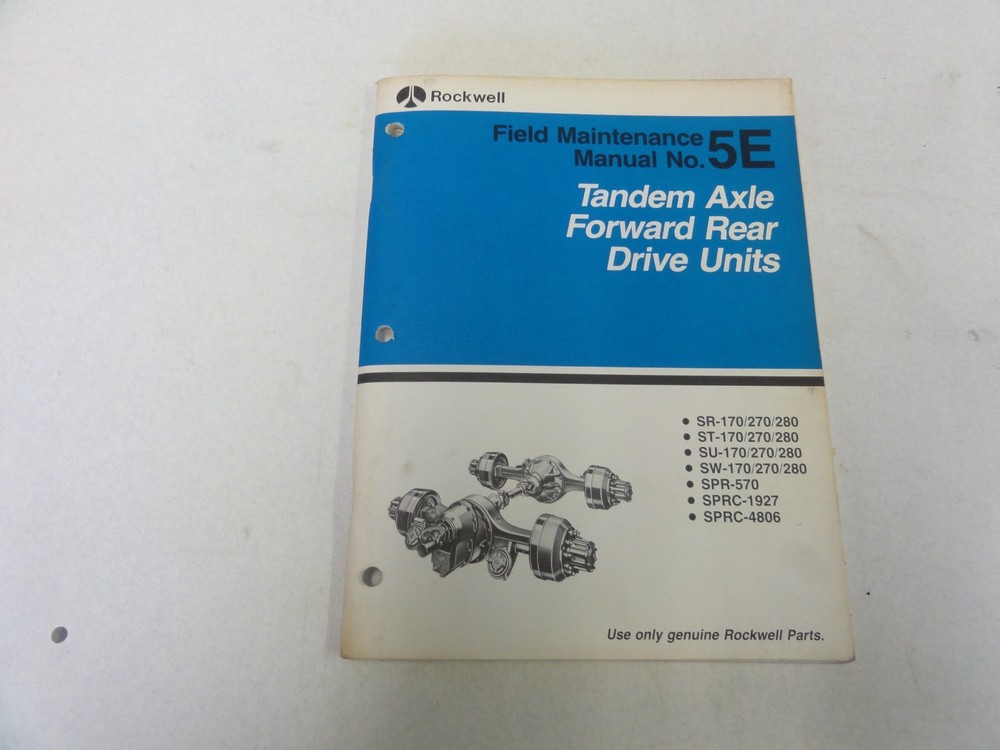 Rockwell
Field Maintenance
Manual No. 5E
Tandem Axle
Forward Rear
Drive Units
• SR-170/270/280
• ST-170/270/280
• SU-170/270/280
• SW-170/270/280
• SPR-570
• SPRC-1927
• SPRC-4806
Use only genuine Rockwell Parts.